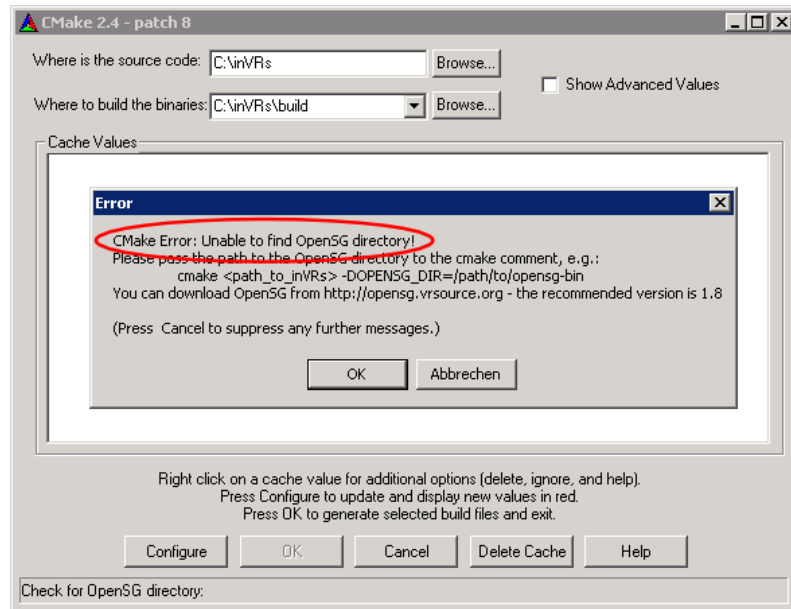 CMake 2.4 - patch 8
Where is the source code: C:\inVRs Browse...
Show Advanced Values
Where to build the binaries: C:\inVRs\build Browse...
Cache Values
Error
CMake Error: Unable to find OpenSG directory!
Please pass the path to the OpenSG directory to the cmake comment, e.g.:
cmake <path_to_inVRs> -DOPENSG_DIR=/path/to/opensg-bin
You can download OpenSG from http://opensg.vrsource.org - the recommended version is 1.8
(Press Cancel to suppress any further messages.)
OK Abbrechen
Right click on a cache value for additional options (delete, ignore, and help).
Press Configure to update and display new values in red.
Press OK to generate selected build files and exit.
Configure OK Cancel Delete Cache Help
Check for OpenSG directory: